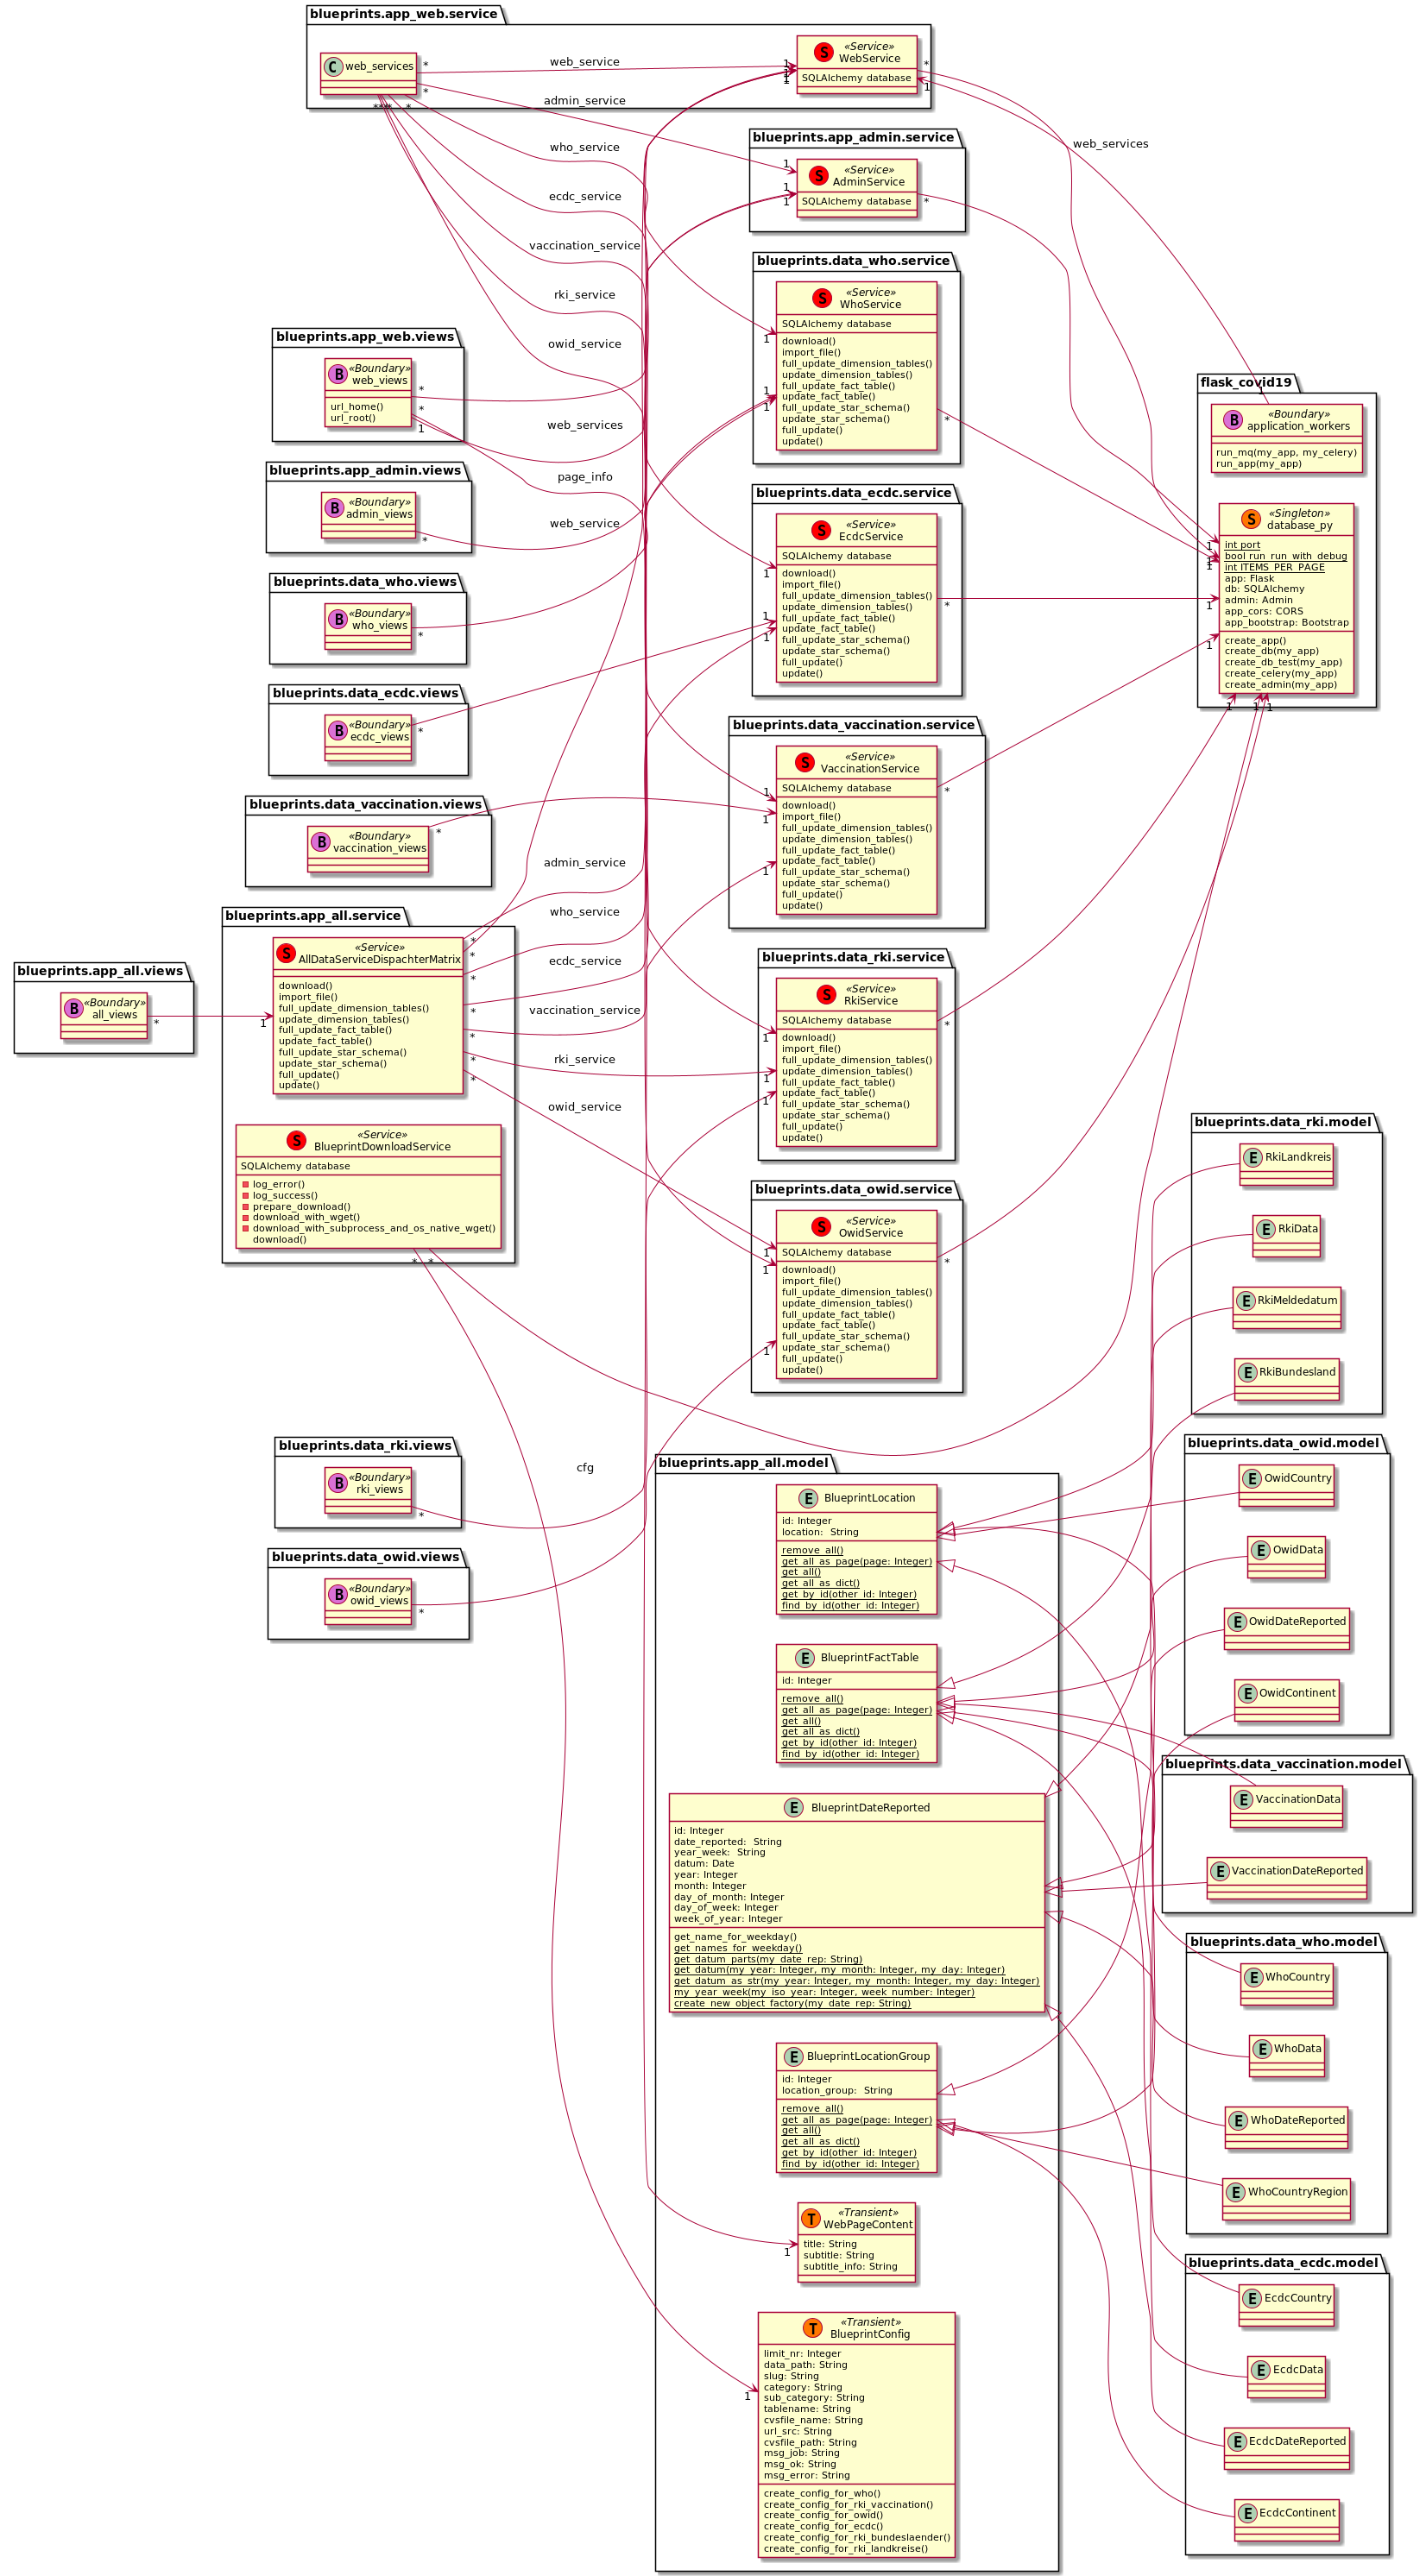 blueprints.app_web.service
C web_services
S «Service»
WebService
SQLAlchemy database
* web_service 1
* admin_service 1
who_service
ecdc_service
vaccination_service
rki_service
owid_service
web_services
blueprints.app_admin.service
S «Service»
AdminService
SQLAlchemy database
blueprints.data_who.service
S «Service»
WhoService
SQLAlchemy database
download()
import_file()
full_update_dimension_tables()
update_dimension_tables()
full_update_fact_table()
update_fact_table()
full_update_star_schema()
update_star_schema()
full_update()
update()
blueprints.app_web.views
B «Boundary»
web_views
url_home()
url_root()
web_services
page_info
web_service
flask_covid19
B «Boundary»
application_workers
run_mq(my_app, my_celery)
run_app(my_app)
S «Singleton»
database_py
int port
bool run_run_with_debug
int ITEMS_PER_PAGE
app: Flask
db: SQLAlchemy
admin: Admin
app_cors: CORS
app_bootstrap: Bootstrap
create_app()
create_db(my_app)
create_db_test(my_app)
create_celery(my_app)
create_admin(my_app)
blueprints.app_admin.views
B «Boundary»
admin_views
blueprints.data_ecdc.service
S «Service»
EcdcService
SQLAlchemy database
download()
import_file()
full_update_dimension_tables()
update_dimension_tables()
full_update_fact_table()
update_fact_table()
full_update_star_schema()
update_star_schema()
full_update()
update()
blueprints.data_who.views
B «Boundary»
who_views
blueprints.data_ecdc.views
B «Boundary»
ecdc_views
blueprints.data_vaccination.service
S «Service»
VaccinationService
SQLAlchemy database
download()
import_file()
full_update_dimension_tables()
update_dimension_tables()
full_update_fact_table()
update_fact_table()
full_update_star_schema()
update_star_schema()
full_update()
update()
blueprints.data_vaccination.views
B «Boundary»
vaccination_views
blueprints.app_all.service
S «Service»
AllDataServiceDispachterMatrix
download()
import_file()
full_update_dimension_tables()
update_dimension_tables()
full_update_fact_table()
update_fact_table()
full_update_star_schema()
update_star_schema()
full_update()
update()
admin_service
who_service
ecdc_service
vaccination_service
rki_service
owid_service
blueprints.app_all.views
B «Boundary»
all_views
* 1
S «Service»
BlueprintDownloadService
SQLAlchemy database
log_error()
log_success()
prepare_download()
download_with_wget()
download_with_subprocess_and_os_native_wget()
download()
blueprints.data_rki.service
S «Service»
RkiService
SQLAlchemy database
download()
import_file()
full_update_dimension_tables()
update_dimension_tables()
full_update_fact_table()
update_fact_table()
full_update_star_schema()
update_star_schema()
full_update()
update()
blueprints.data_owid.service
S «Service»
OwidService
SQLAlchemy database
download()
import_file()
full_update_dimension_tables()
update_dimension_tables()
full_update_fact_table()
update_fact_table()
full_update_star_schema()
update_star_schema()
full_update()
update()
blueprints.data_rki.model
E RkiLandkreis
E RkiData
E RkiMeldedatum
E RkiBundesland
blueprints.data_rki.views
B «Boundary»
rki_views
cfg
blueprints.data_owid.views
B «Boundary»
owid_views
blueprints.app_all.model
E BlueprintLocation
id: Integer
location: String
remove_all()
get_all_as_page(page: Integer)
get_all()
get_all_as_dict()
get_by_id(other_id: Integer)
find_by_id(other_id: Integer)
E BlueprintFactTable
id: Integer
remove_all()
get_all_as_page(page: Integer)
get_all()
get_all_as_dict()
get_by_id(other_id: Integer)
find_by_id(other_id: Integer)
E BlueprintDateReported
id: Integer
date_reported: String
year_week: String
datum: Date
year: Integer
month: Integer
day_of_month: Integer
day_of_week: Integer
week_of_year: Integer
get_name_for_weekday()
get_names_for_weekday()
get_datum_parts(my_date_rep: String)
get_datum(my_year: Integer, my_month: Integer, my_day: Integer)
get_datum_as_str(my_year: Integer, my_month: Integer, my_day: Integer)
my_year_week(my_iso_year: Integer, week_number: Integer)
create_new_object_factory(my_date_rep: String)
E BlueprintLocationGroup
id: Integer
location_group: String
remove_all()
get_all_as_page(page: Integer)
get_all()
get_all_as_dict()
get_by_id(other_id: Integer)
find_by_id(other_id: Integer)
T «Transient»
WebPageContent
title: String
subtitle: String
subtitle_info: String
T «Transient»
BlueprintConfig
limit_nr: Integer
data_path: String
slug: String
category: String
sub_category: String
tablename: String
cvsfile_name: String
url_src: String
cvsfile_path: String
msg_job: String
msg_ok: String
msg_error: String
create_config_for_who()
create_config_for_rki_vaccination()
create_config_for_owid()
create_config_for_ecdc()
create_config_for_rki_bundeslaender()
create_config_for_rki_landkreise()
blueprints.data_owid.model
E OwidCountry
E OwidData
E OwidDateReported
E OwidContinent
blueprints.data_vaccination.model
E VaccinationData
E VaccinationDateReported
blueprints.data_who.model
E WhoCountry
E WhoData
E WhoDateReported
E WhoCountryRegion
blueprints.data_ecdc.model
E EcdcCountry
E EcdcData
E EcdcDateReported
E EcdcContinent